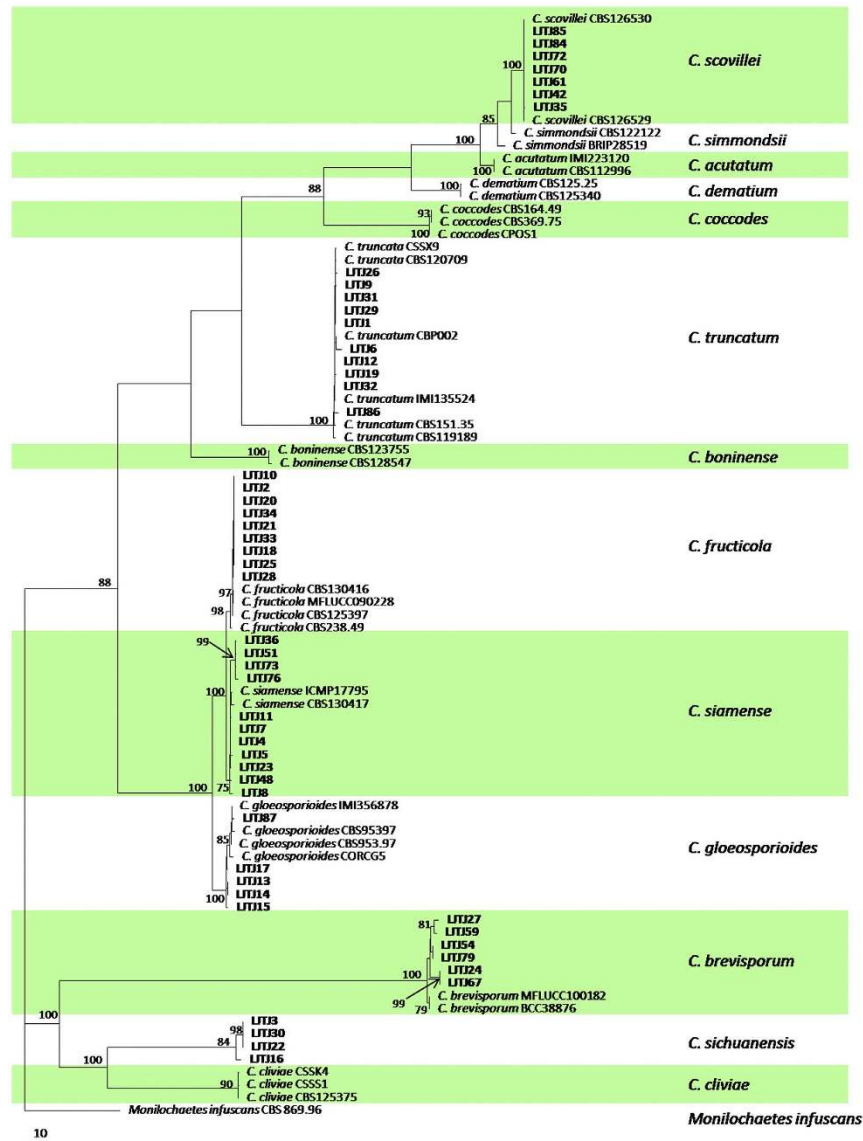 C. scovillei CBS126530
LJTJ85
LJTJ84
LJTJ72
100 LJTJ70
C. scovillei
LJTJ61
LJTJ42
LJTJ35
85 C. scovillei CBS126529
C. simmondsii CBS122122
C. simmondsii
100 C. simmondsii BRIP28519
C. acutatum IMI223120
C. acutatum
100 C. acutatum CBS112996
C. dematium CBS125.25
88 100 C. dematium CBS125340
C. dematium
93 C. coccodes CBS164.49
C. coccodes CBS369.75
C. coccodes
100 C. coccodes CPOS1
C. truncata CSSX9
C. truncata CBS120709
LJTJ26
LJTJ9
LJTJ31
LJTJ29
LJTJ1
C. truncatum CBP002
C. truncatum
LJTJ6
LJTJ12
LJTJ19
LJTJ32
C. truncatum IMI135524
LJTJ86
100 C. truncatum CBS151.35
C. truncatum CBS119189
100 C. boninense CBS123755
C. boninense
C. boninense CBS128547
LJTJ10
LJTJ2
LJTJ20
LJTJ34
LJTJ21
LJTJ33
C. fructicola
LJTJ18
LJTJ25
88 LJTJ28
97 C. fructicola CBS130416
C. fructicola MFLUCC090228
98 C. fructicola CBS125397
C. fructicola CBS238.49
99 LJTJ36
LJTJ51
LJTJ73
LJTJ76
100 C. siamense ICMP17795
C. siamense
C. siamense CBS130417
LJTJ11
LJTJ7
LJTJ4
LJTJ5
LJTJ23
LJTJ48
100 75 LJTJ8
C. gloeosporioides IMI356878
LJTJ87
C. gloeosporioides CBS95397
85 C. gloeosporioides CBS953.97
C. gloeosporioides
C. gloeosporioides CORCG5
LJTJ17
LJTJ13
LJTJ14
100 LJTJ15
81 LJTJ27
LJTJ59
LJTJ54
LJTJ79
C. brevisporum
100 LJTJ24
LJTJ67
99 C. brevisporum MFLUCC100182
79 C. brevisporum BCC38876
100 LJTJ3
98 LJTJ30
84 LJTJ22
C. sichuanensis
LJTJ16
100 C. cliviae CSSK4
90 C. cliviae CSSS1
C. cliviae
C. cliviae CBS125375
Monilochaetes infuscans CBS 869.96
Monilochaetes infuscans
10